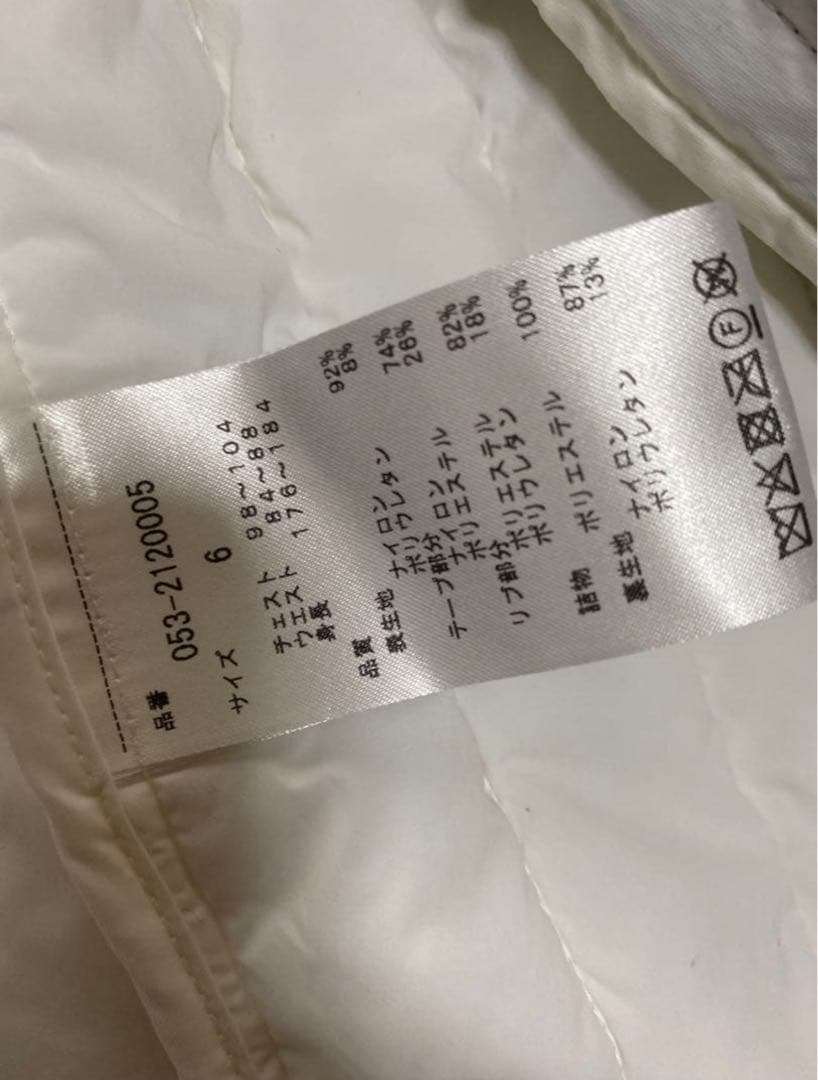 品番 053-2120005
サイズ 6
チェスト 98〜104
ウエスト 84〜88
身長 176〜184
品質
表生地 ナイロン 92%
ポリウレタン 8%
テープ部分
ナイロン 74%
ポリエステル 26%
リブ部分
ポリエステル 82%
ポリウレタン 18%
詰物 ポリエステル 100%
裏生地 ナイロン 87%
ポリウレタン 13%
F